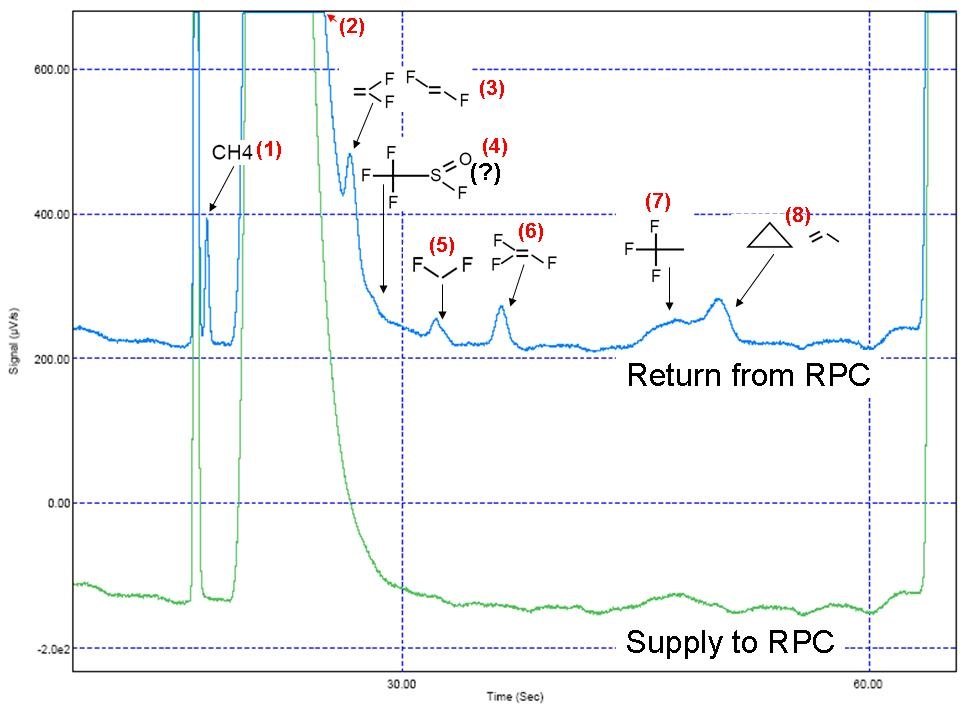 (2)
600.00
F
F
F
F
(3)
CH4 (1)
F
F
F
S
O
F
(4)
(?)
400.00
(5)
F F
(6)
F
F
F
(7)
F
F
F
(8)
Signal (µV/s)
200.00
Return from RPC
0.00
Supply to RPC
-2.0e2
30.00
60.00
Time (Sec)